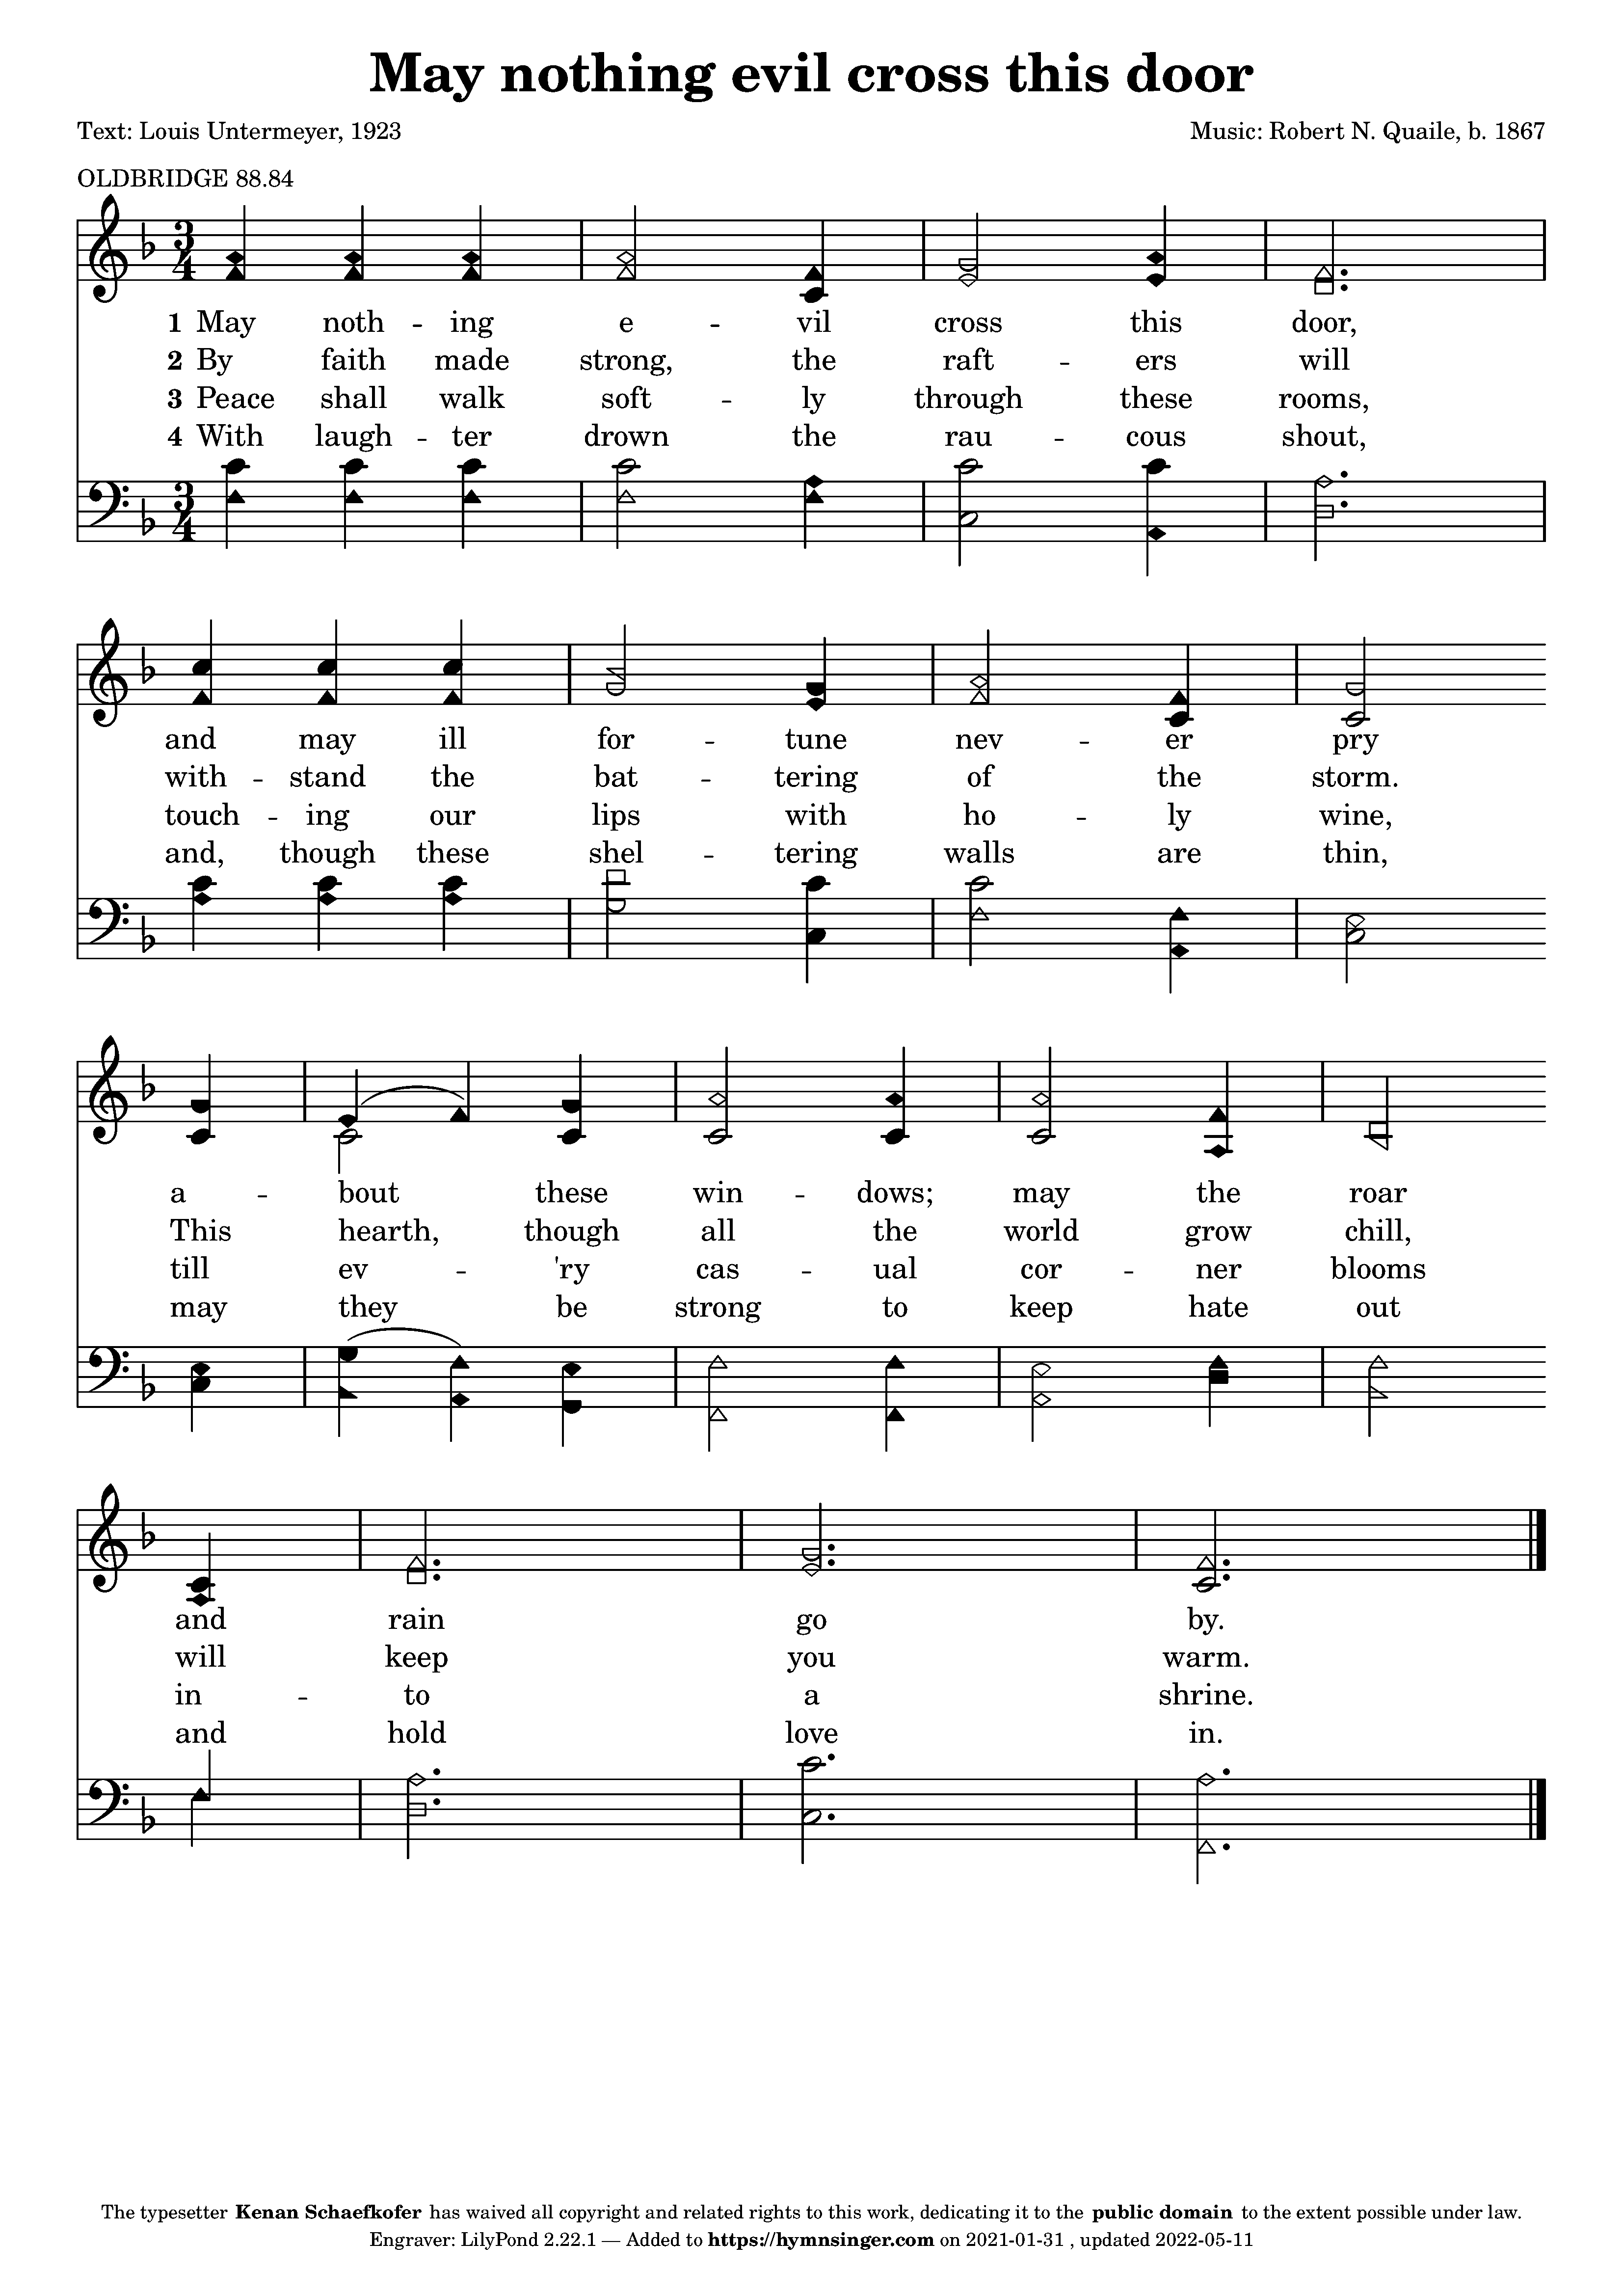 May nothing evil cross this door
Text: Louis Untermeyer, 1923 Music: Robert N. Quaile, b. 1867
OLDBRIDGE 88.84
3 4
1 May noth - ing e - vil cross this door,
2 By faith made strong, the raft - ers will
3 Peace shall walk soft - ly through these rooms,
4 With laugh - ter drown the rau - cous shout,
3 4
and may ill for - tune nev - er pry
with - stand the bat - tering of the storm.
touch - ing our lips with ho - ly wine,
and, though these shel - tering walls are thin,
a - bout these win - dows; may the roar
This hearth, though all the world grow chill,
till ev - 'ry cas - ual cor - ner blooms
may they be strong to keep hate out
and rain go by.
will keep you warm.
in - to a shrine.
and hold love in.
The typesetter Kenan Schaefkofer has waived all copyright and related rights to this work, dedicating it to the public domain to the extent possible under law.
Engraver: LilyPond 2.22.1 — Added to https://hymnsinger.com on 2021-01-31 , updated 2022-05-11